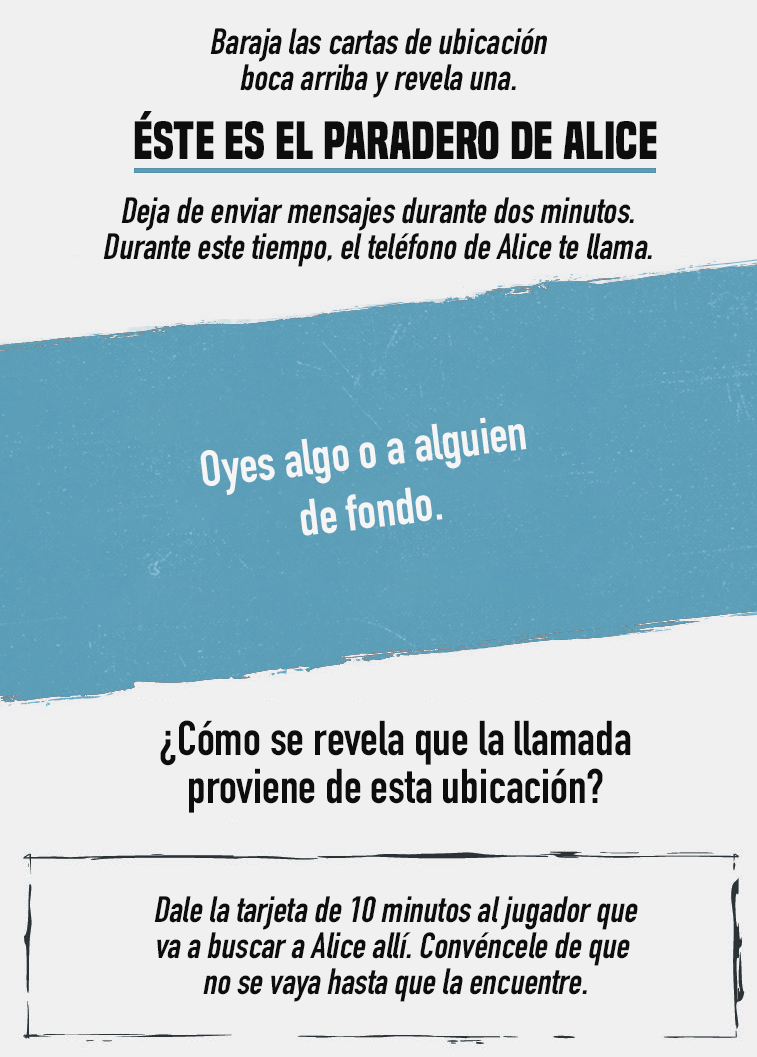 Baraja las cartas de ubicación
boca arriba y revela una.
ÉSTE ES EL PARADERO DE ALICE
Deja de enviar mensajes durante dos minutos.
Durante este tiempo, el teléfono de Alice te llama.
Oyes algo o a alguien
de fondo.
¿Cómo se revela que la llamada
proviene de esta ubicación?
Dale la tarjeta de 10 minutos al jugador que
va a buscar a Alice allí. Convéncele de que
no se vaya hasta que la encuentre.